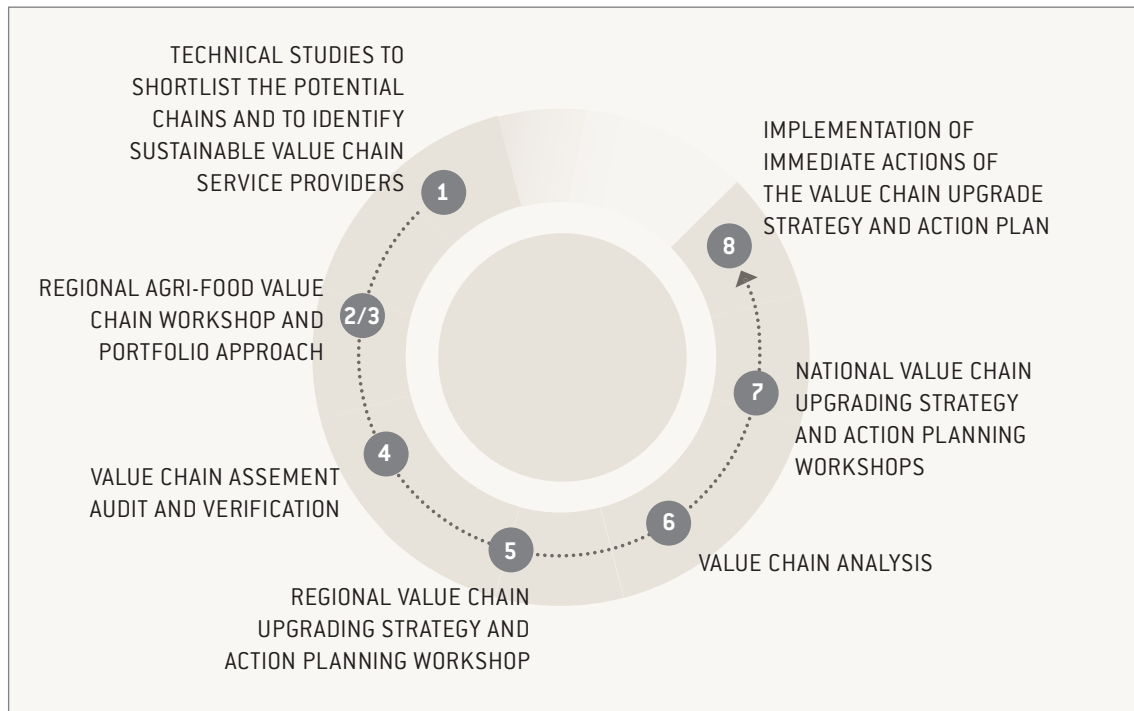 TECHNICAL STUDIES TO
SHORTLIST THE POTENTIAL
CHAINS AND TO IDENTIFY
SUSTAINABLE VALUE CHAIN
SERVICE PROVIDERS
1
REGIONAL AGRI-FOOD VALUE
CHAIN WORKSHOP AND
PORTFOLIO APPROACH
2/3
VALUE CHAIN ASSEMENT
AUDIT AND VERIFICATION
4
REGIONAL VALUE CHAIN
UPGRADING STRATEGY AND
ACTION PLANNING WORKSHOP
5
6
VALUE CHAIN ANALYSIS
7
NATIONAL VALUE CHAIN
UPGRADING STRATEGY
AND ACTION PLANNING
WORKSHOPS
8
IMPLEMENTATION OF
IMMEDIATE ACTIONS OF
THE VALUE CHAIN UPGRADE
STRATEGY AND ACTION PLAN